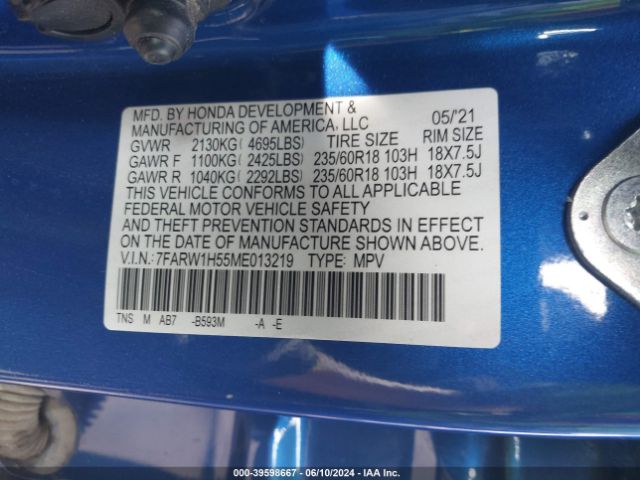 MFD. BY HONDA DEVELOPMENT &
MANUFACTURING OF AMERICA, LLC 05/'21
GVWR 2130KG( 4695LBS) TIRE SIZE RIM SIZE
GAWR F 1100KG( 2425LBS) 235/60R18 103H 18X7.5J
GAWR R 1040KG( 2292LBS) 235/60R18 103H 18X7.5J
THIS VEHICLE CONFORMS TO ALL APPLICABLE
FEDERAL MOTOR VEHICLE SAFETY
AND THEFT PREVENTION STANDARDS IN EFFECT
ON THE DATE OF MANUFACTURE SHOWN ABOVE.
V.I.N.: 7FARW1H55ME013219 TYPE: MPV
TNS M AB7 -B593M -A -E
000-39598667 - 06/10/2024 - IAA Inc.